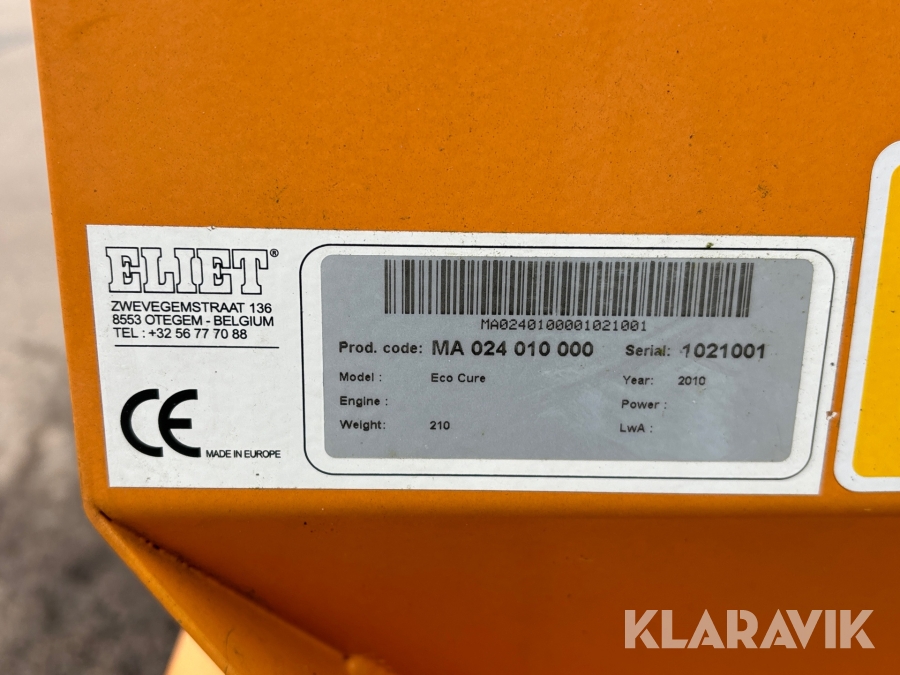 ELIET®
ZWEVEGEMSTRAAT 136
8553 OTEGEM - BELGIUM
TEL : +32 56 77 70 88
CE
MADE IN EUROPE
MA0240100001021001
Prod. code: MA 024 010 000 Serial: 1021001
Model : Eco Cure Year: 2010
Engine : Power :
Weight: 210 LwA :
KLARAVIK